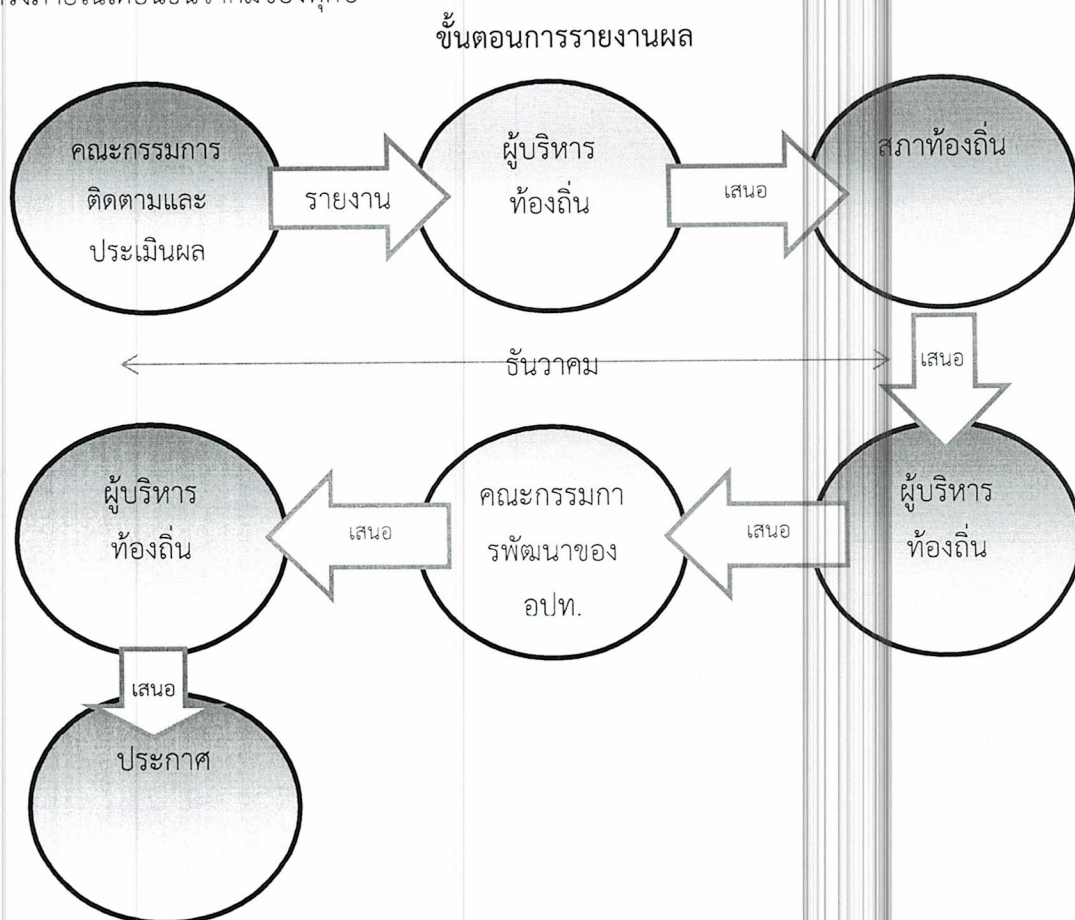 ขั้นตอนการรายงานผล
คณะกรรมการ
ติดตามและ
ประเมินผล
รายงาน
ผู้บริหาร
ท้องถิ่น
เสนอ
สภาท้องถิ่น
ธันวาคม
เสนอ
ผู้บริหาร
ท้องถิ่น
เสนอ
คณะกรรมกา
รพัฒนาของ
อปท.
เสนอ
ผู้บริหาร
ท้องถิ่น
เสนอ
ประกาศ